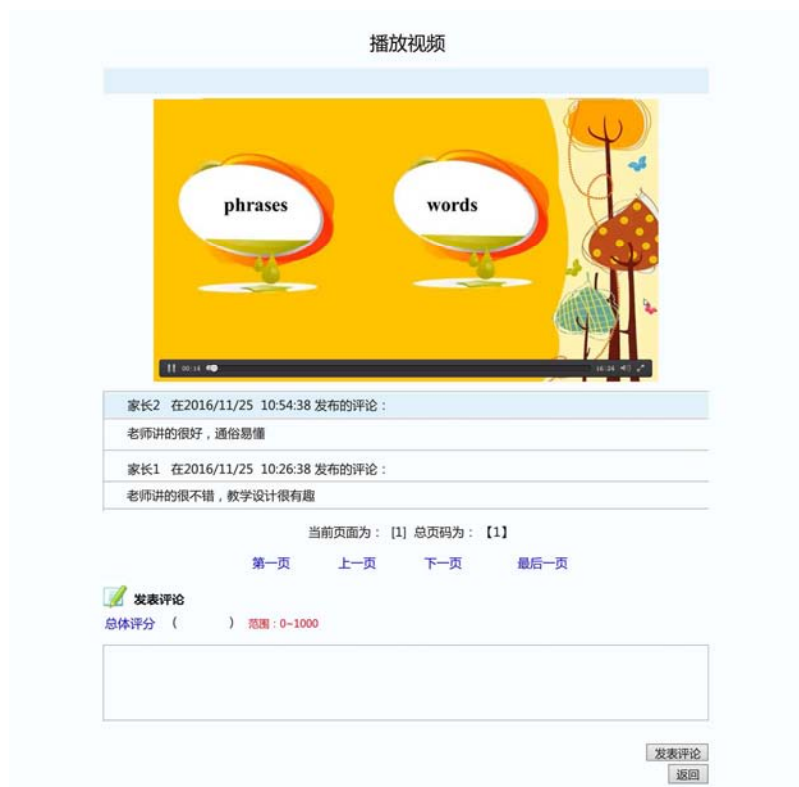 播放视频
phrases words
00:14 16:24
家长2 在2016/11/25 10:54:38 发布的评论：
老师讲的很好，通俗易懂
家长1 在2016/11/25 10:26:38 发布的评论：
老师讲的很不错，教学设计很有趣
当前页面为： [1] 总页码为：【1】
第一页 上一页 下一页 最后一页
发表评论
总体评分 （ ） 范围：0~1000
发表评论
返回